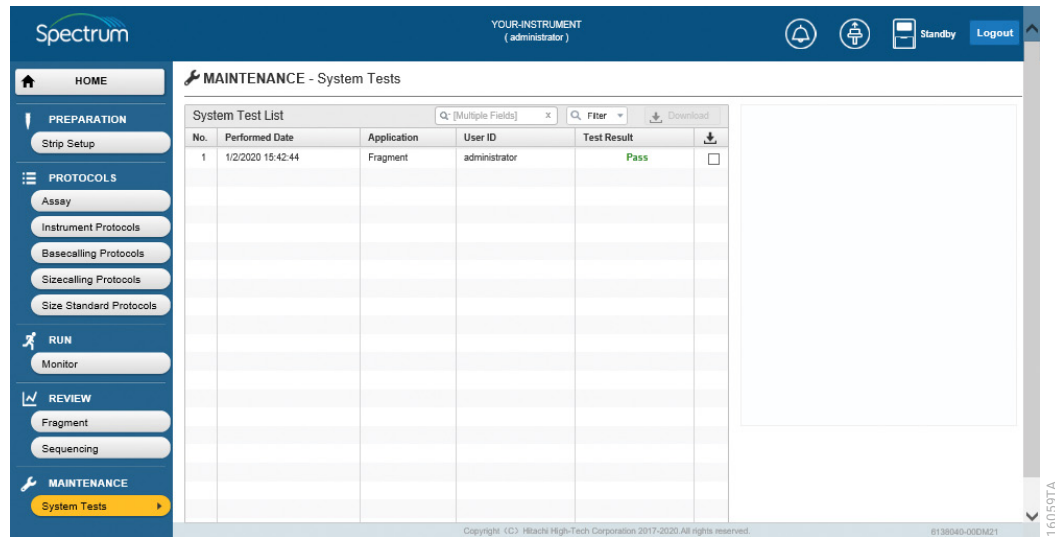 Spectrum
YOUR-INSTRUMENT
( administrator )
Standby
Logout
HOME
MAINTENANCE - System Tests
PREPARATION
Strip Setup
PROTOCOLS
Assay
Instrument Protocols
Basecalling Protocols
Sizecalling Protocols
Size Standard Protocols
RUN
Monitor
REVIEW
Fragment
Sequencing
MAINTENANCE
System Tests
System Test List
[Multiple Fields] x
Filter
Download
No. Performed Date Application User ID Test Result
1 1/2/2020 15:42:44 Fragment administrator Pass
Copyright (C) Hitachi High-Tech Corporation 2017-2020.All rights reserved.
6138040-00DM21
16059TA